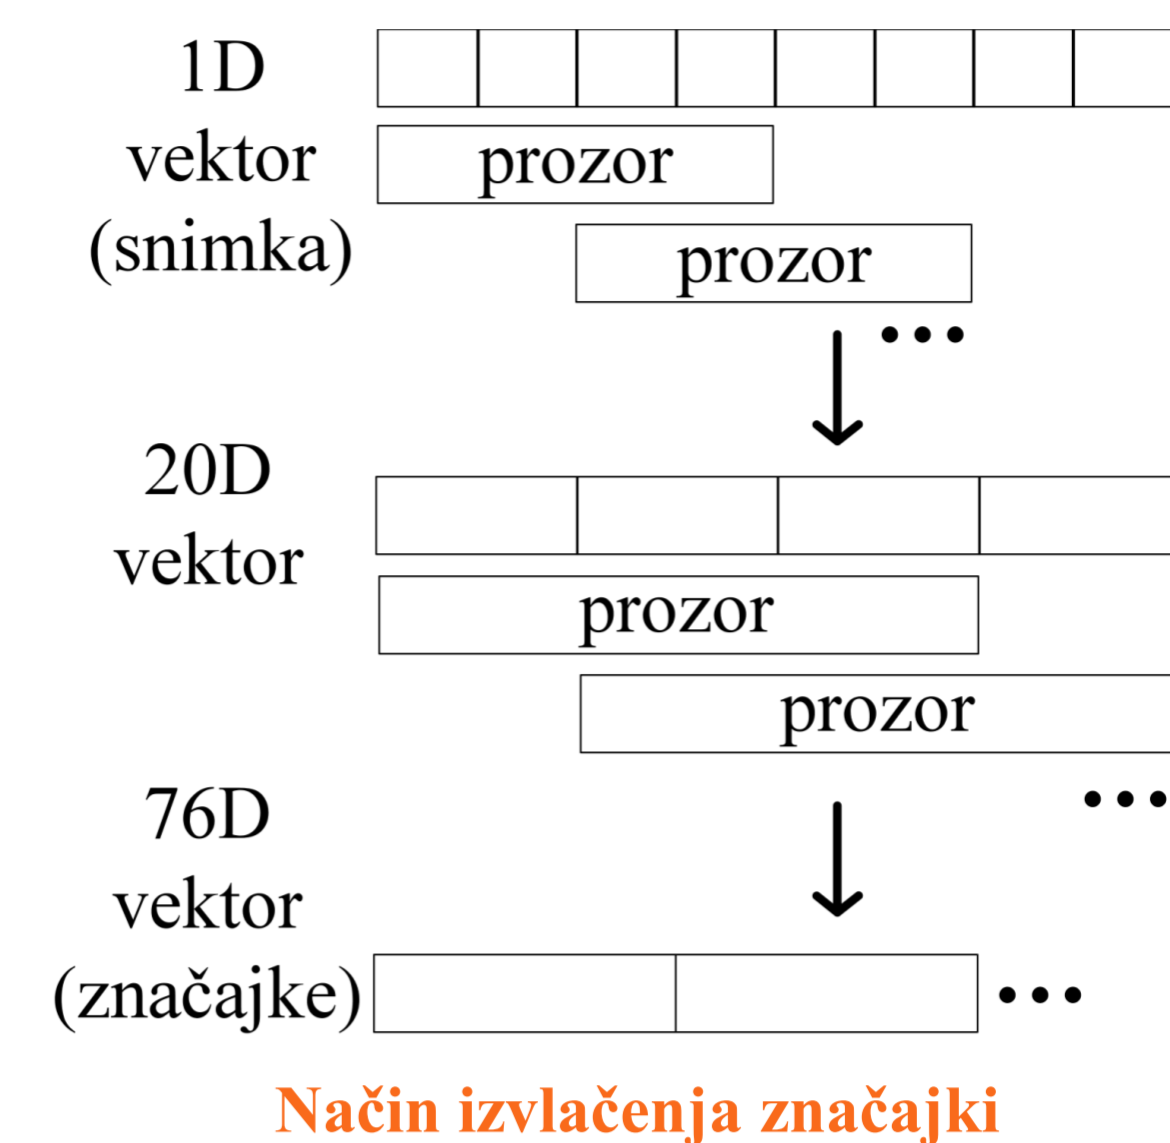 1D
vektor
(snimka)
prozor
prozor
...
20D
vektor
prozor
prozor
...
76D
vektor
(značajke)
...
Način izvlačenja značajki